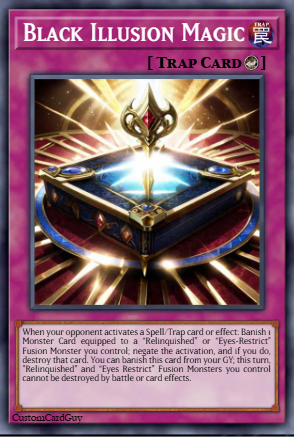 Black Illusion Magic
TRAP
罠
[ Trap Card ]
When your opponent activates a Spell/Trap card or effect. Banish 1
Monster Card equipped to a "Relinquished" or "Eyes-Restrict"
Fusion Monster you control; negate the activation, and if you do,
destroy that card. You can banish this card from your GY; this turn,
"Relinquished" and "Eyes Restrict" Fusion Monsters you control
cannot be destroyed by battle or card effects.
CustomCardGuy